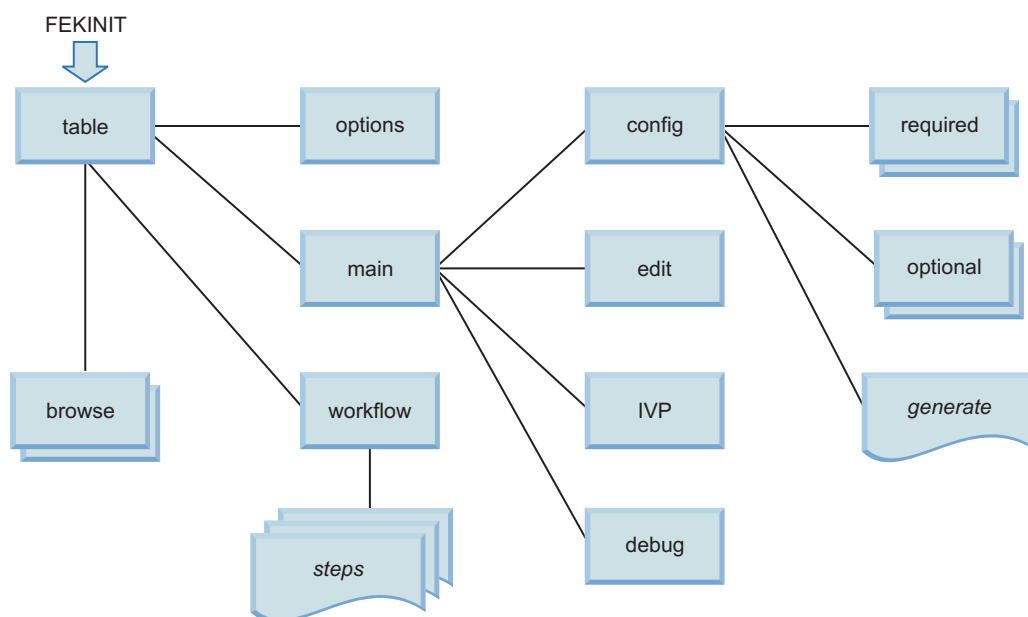 FEKINIT
table
options
config
required
main
edit
optional
browse
workflow
IVP
generate
steps
debug